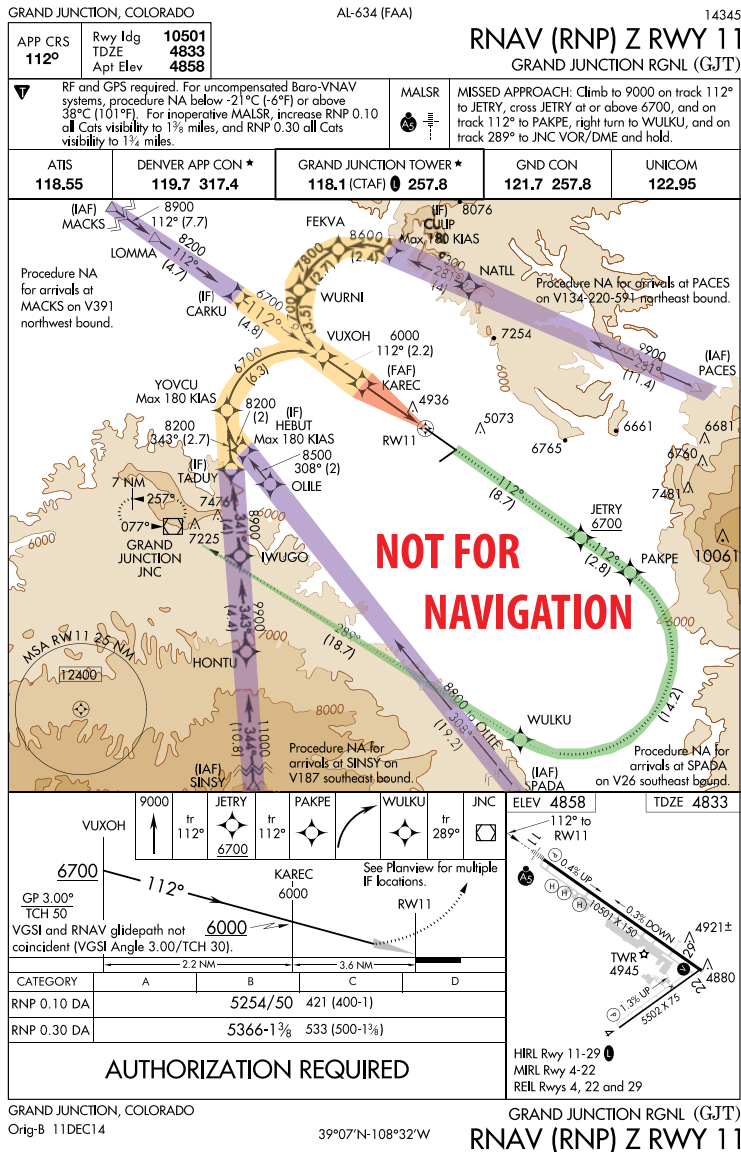 GRAND JUNCTION, COLORADO
AL-634 (FAA)
14345
APP CRS
112°
Rwy ldg 10501
TDZE 4833
Apt Elev 4858
RNAV (RNP) Z RWY 11
GRAND JUNCTION RGNL (GJT)
T
RF and GPS required. For uncompensated Baro-VNAV
systems, procedure NA below -21°C (-6°F) or above
38°C (101°F). For inoperative MALSR, increase RNP 0.10
all Cats visibility to 1⅜ miles, and RNP 0.30 all Cats
visibility to 1¾ miles.
MALSR
A5
MISSED APPROACH: Climb to 9000 on track 112°
to JETRY, cross JETRY at or above 6700, and on
track 112° to PAKPE, right turn to WULKU, and on
track 289° to JNC VOR/DME and hold.
ATIS
118.55
DENVER APP CON ★
119.7 317.4
GRAND JUNCTION TOWER ★
118.1 (CTAF) L 257.8
GND CON
121.7 257.8
UNICOM
122.95
(IAF)
MACKS
8900
112° (7.7)
LOMMA
8200
112°
(4.7)
(IF)
CARKU
6700
112°
(4.8)
FEKVA
8600
(2.4)
7800
(2.7)
WURNI
(3.5)
(IF)
CUUP
Max 180 KIAS
8076
281°
(4)
NATLL
Procedure NA for arrivals at PACES
on V134-220-591 northeast bound.
Procedure NA
for arrivals at
MACKS on V391
northwest bound.
7254
9900
281°
(11.4)
(IAF)
PACES
VUXOH
6000
112° (2.2)
(FAF)
KAREC
6700
(6.3)
YOVCU
Max 180 KIAS
8200
(2)
(IF)
HEBUT
Max 180 KIAS
8200
343° (2.7)
8500
308° (2)
OLILE
(IF)
TADUY
4936
RW11
5073
6765
6661
6681
6760
7481
10061
7 NM
257°
077°
7476
7225
GRAND
JUNCTION
JNC
6000
8900
341°
(4)
IWUGO
9900
343°
(4.4)
HONTU
7000
8000
11000
344°
(10.8)
(IAF)
SINSY
Procedure NA for
arrivals at SINSY on
V187 southeast bound.
MSA RW11 25 NM
12400
289°
(18.7)
8800 to OLILE
308°
(19.2)
(IAF)
SPADA
Procedure NA for
arrivals at SPADA
on V26 southeast bound.
112°
(8.7)
JETRY
6700
112°
(2.8)
PAKPE
(14.2)
WULKU
6000
NOT FOR
NAVIGATION
9000
tr
112°
JETRY
6700
tr
112°
PAKPE
WULKU
tr
289°
JNC
VUXOH
6700
112°
GP 3.00°
TCH 50
KAREC
6000
6000
See Planview for multiple
IF locations.
RW11
VGSI and RNAV glidepath not
coincident (VGSI Angle 3.00/TCH 30).
2.2 NM
3.6 NM
CATEGORY A B C D
RNP 0.10 DA 5254/50 421 (400-1)
RNP 0.30 DA 5366-1⅜ 533 (500-1⅜)
AUTHORIZATION REQUIRED
ELEV 4858
TDZE 4833
112° to
RW11
11
P
0.4% UP
A5
H H H
10501 X 150
0.3% DOWN
29
4921±
TWR
4945
V
4880
22
1.3% UP
P
5502 X 75
4
HIRL Rwy 11-29 L
MIRL Rwy 4-22
REIL Rwys 4, 22 and 29
GRAND JUNCTION, COLORADO
Orig-B 11DEC14
39°07'N-108°32'W
GRAND JUNCTION RGNL (GJT)
RNAV (RNP) Z RWY 11